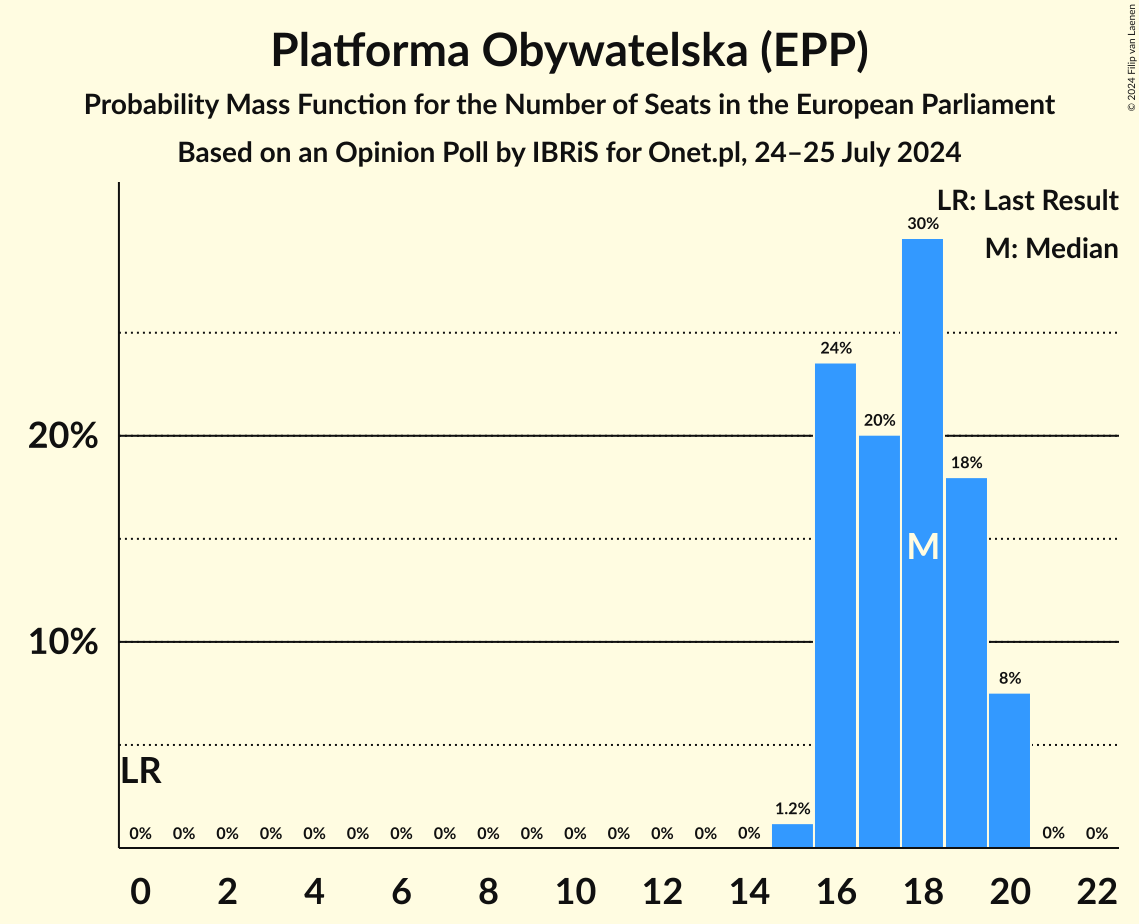 Platforma Obywatelska (EPP)
Probability Mass Function for the Number of Seats in the European Parliament
Based on an Opinion Poll by IBRiS for Onet.pl, 24–25 July 2024
© 2024 Filip van Laenen
LR: Last Result
M: Median
30%
24%
20%
20%
18%
M
10%
8%
LR
1.2%
0% 0% 0% 0% 0% 0% 0% 0% 0% 0% 0% 0% 0% 0% 0% 0% 0%
0 2 4 6 8 10 12 14 16 18 20 22